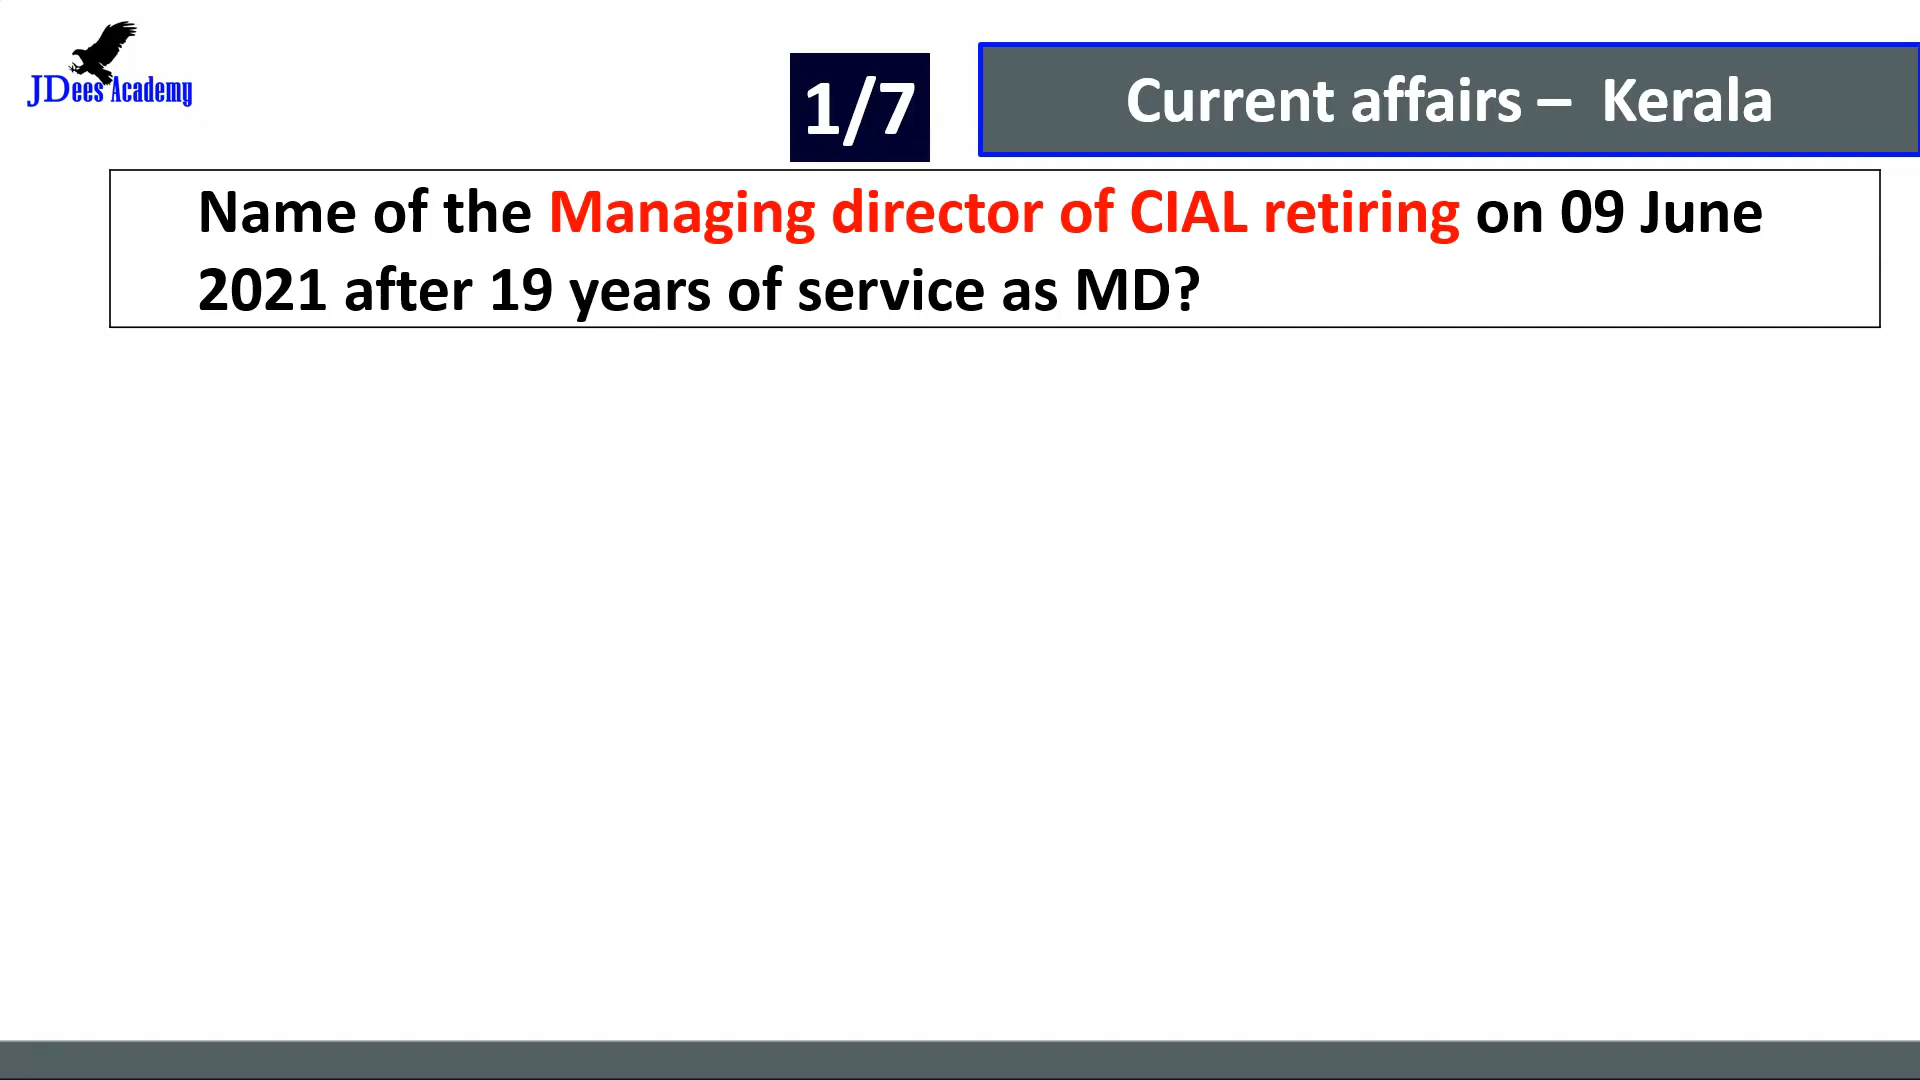 JDees Academy
1/7
Current affairs – Kerala
Name of the Managing director of CIAL retiring on 09 June
2021 after 19 years of service as MD?